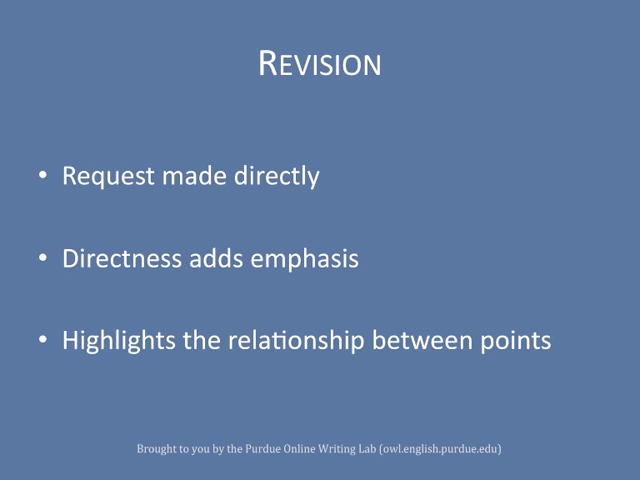 REVISION
• Request made directly
• Directness adds emphasis
• Highlights the relationship between points
Brought to you by the Purdue Online Writing Lab (owl.english.purdue.edu)